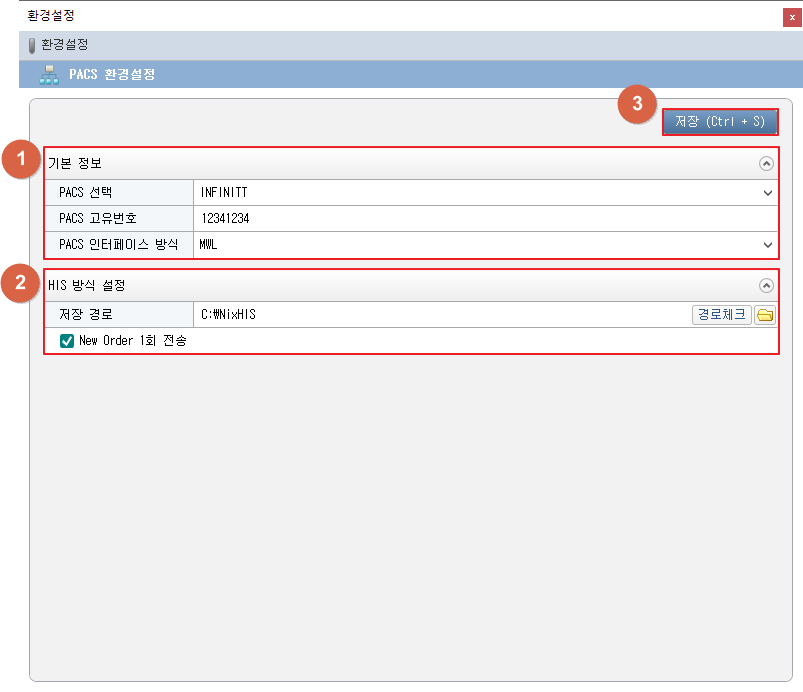 환경설정
x
환경설정
PACS 환경설정
3
저장 (Ctrl + S)
1
기본 정보
PACS 선택 INFINITT
PACS 고유번호 12341234
PACS 인터페이스 방식 MWL
2
HIS 방식 설정
저장 경로 C:₩NixHIS 경로체크
New Order 1회 전송